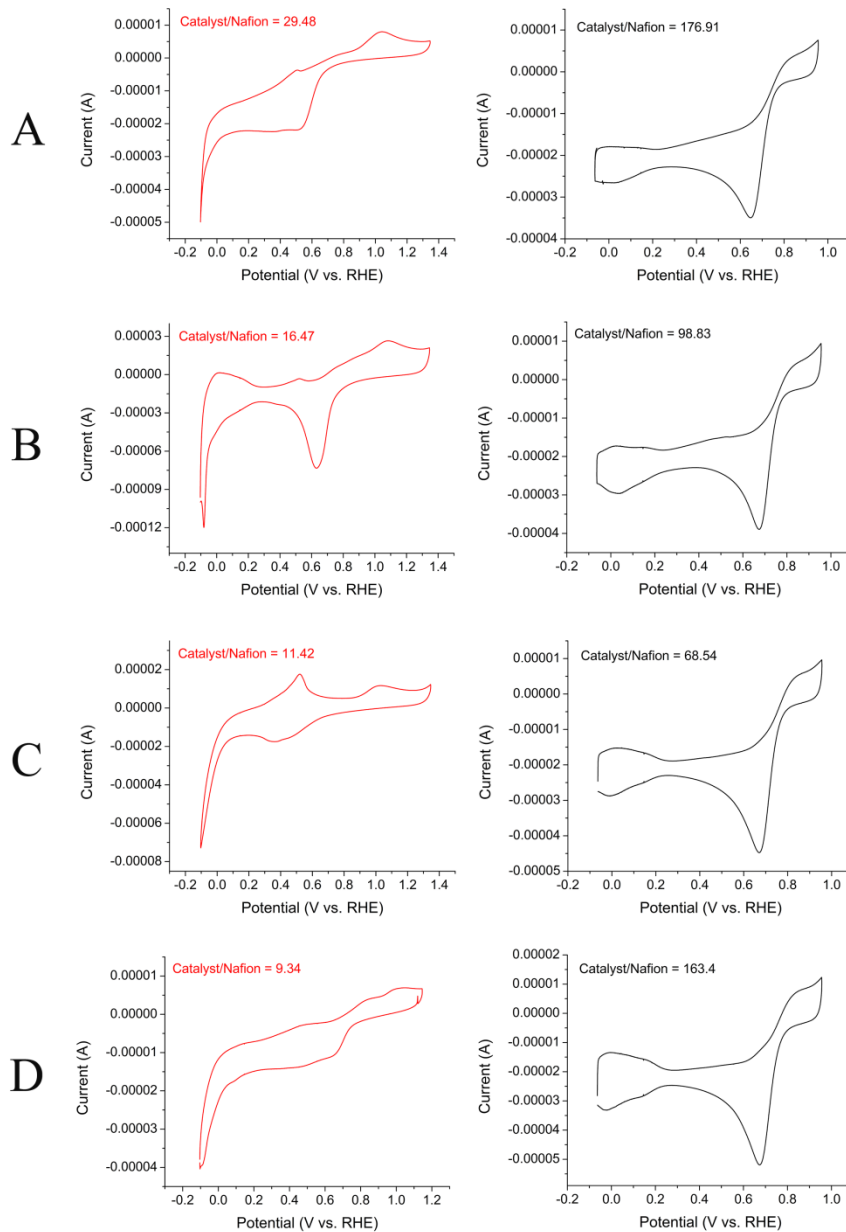 A
Catalyst/Nafion = 29.48
0.00001
0.00000
-0.00001
-0.00002
-0.00003
-0.00004
-0.00005
Current (A)
-0.2 0.0 0.2 0.4 0.6 0.8 1.0 1.2 1.4
Potential (V vs. RHE)
Catalyst/Nafion = 176.91
0.00001
0.00000
-0.00001
-0.00002
-0.00003
-0.00004
Current (A)
-0.2 0.0 0.2 0.4 0.6 0.8 1.0
Potential (V vs. RHE)
B
Catalyst/Nafion = 16.47
0.00003
0.00000
-0.00003
-0.00006
-0.00009
-0.00012
Current (A)
-0.2 0.0 0.2 0.4 0.6 0.8 1.0 1.2 1.4
Potential (V vs. RHE)
Catalyst/Nafion = 98.83
0.00001
0.00000
-0.00001
-0.00002
-0.00003
-0.00004
Current (A)
-0.2 0.0 0.2 0.4 0.6 0.8 1.0
Potential (V vs. RHE)
C
Catalyst/Nafion = 11.42
0.00002
0.00000
-0.00002
-0.00004
-0.00006
-0.00008
Current (A)
-0.2 0.0 0.2 0.4 0.6 0.8 1.0 1.2 1.4
Potential (V vs. RHE)
Catalyst/Nafion = 68.54
0.00001
0.00000
-0.00001
-0.00002
-0.00003
-0.00004
-0.00005
Current (A)
-0.2 0.0 0.2 0.4 0.6 0.8 1.0
Potential (V vs. RHE)
D
Catalyst/Nafion = 9.34
0.00001
0.00000
-0.00001
-0.00002
-0.00003
-0.00004
Current (A)
-0.2 0.0 0.2 0.4 0.6 0.8 1.0 1.2
Potential (V vs. RHE)
Catalyst/Nafion = 163.4
0.00002
0.00001
0.00000
-0.00001
-0.00002
-0.00003
-0.00004
-0.00005
Current (A)
-0.2 0.0 0.2 0.4 0.6 0.8 1.0
Potential (V vs. RHE)